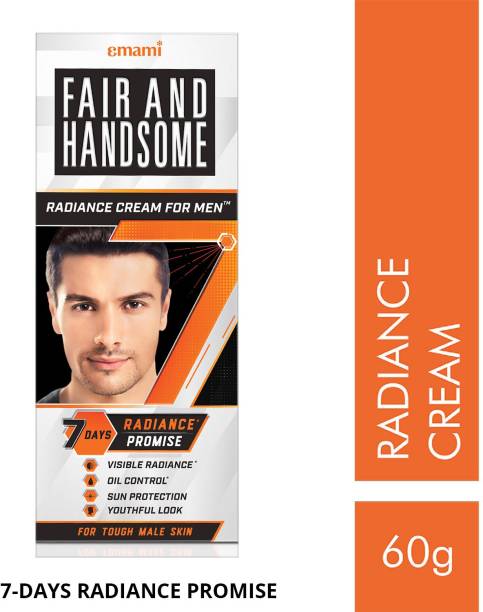 emami
FAIR AND
HANDSOME
RADIANCE CREAM FOR MEN™
7 DAYS
RADIANCE*
PROMISE
VISIBLE RADIANCE*
OIL CONTROL*
SUN PROTECTION
YOUTHFUL LOOK
FOR TOUGH MALE SKIN
7-DAYS RADIANCE PROMISE
RADIANCE
CREAM
60g